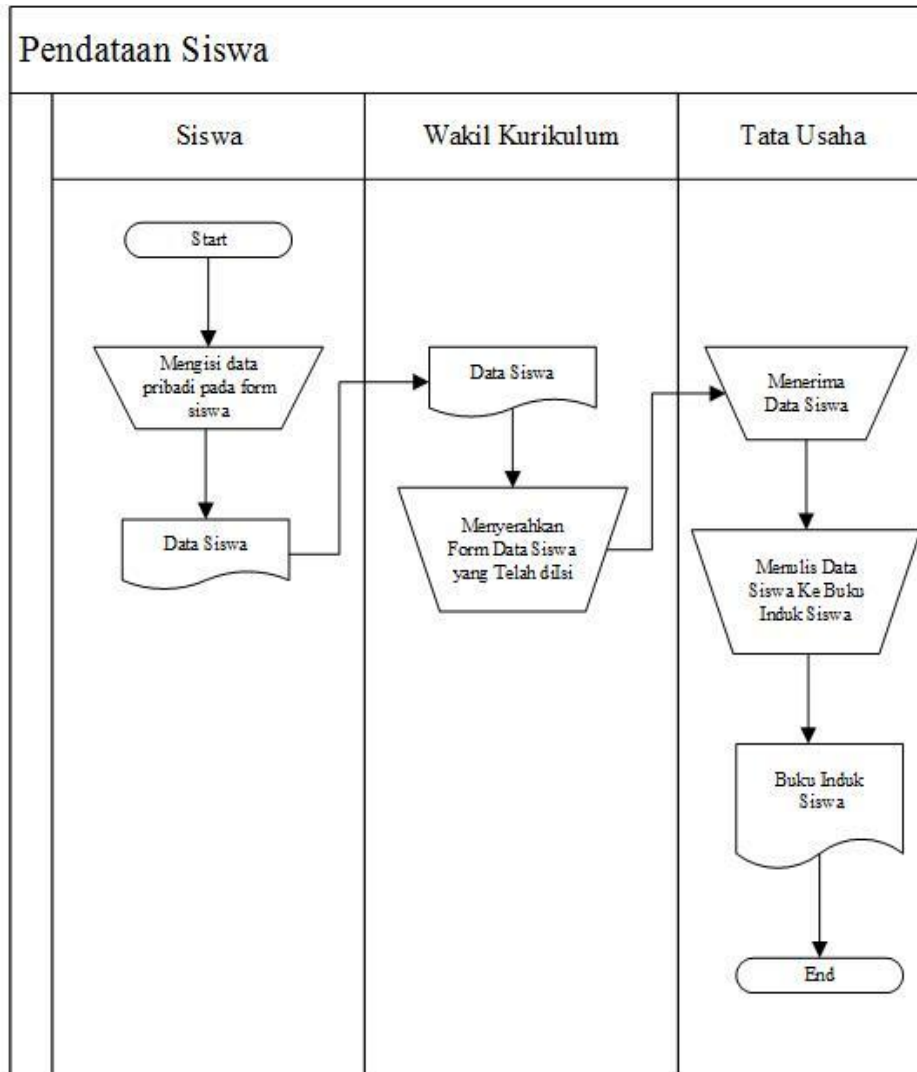 Pendataan Siswa
Siswa
Wakil Kurikulum
Tata Usaha
Start
Mengisi data
pribadi pada form
siswa
Data Siswa
Data Siswa
Menyerahkan
Form Data Siswa
yang Telah diIsi
Menerima
Data Siswa
Menulis Data
Siswa Ke Buku
Induk Siswa
Buku Induk
Siswa
End